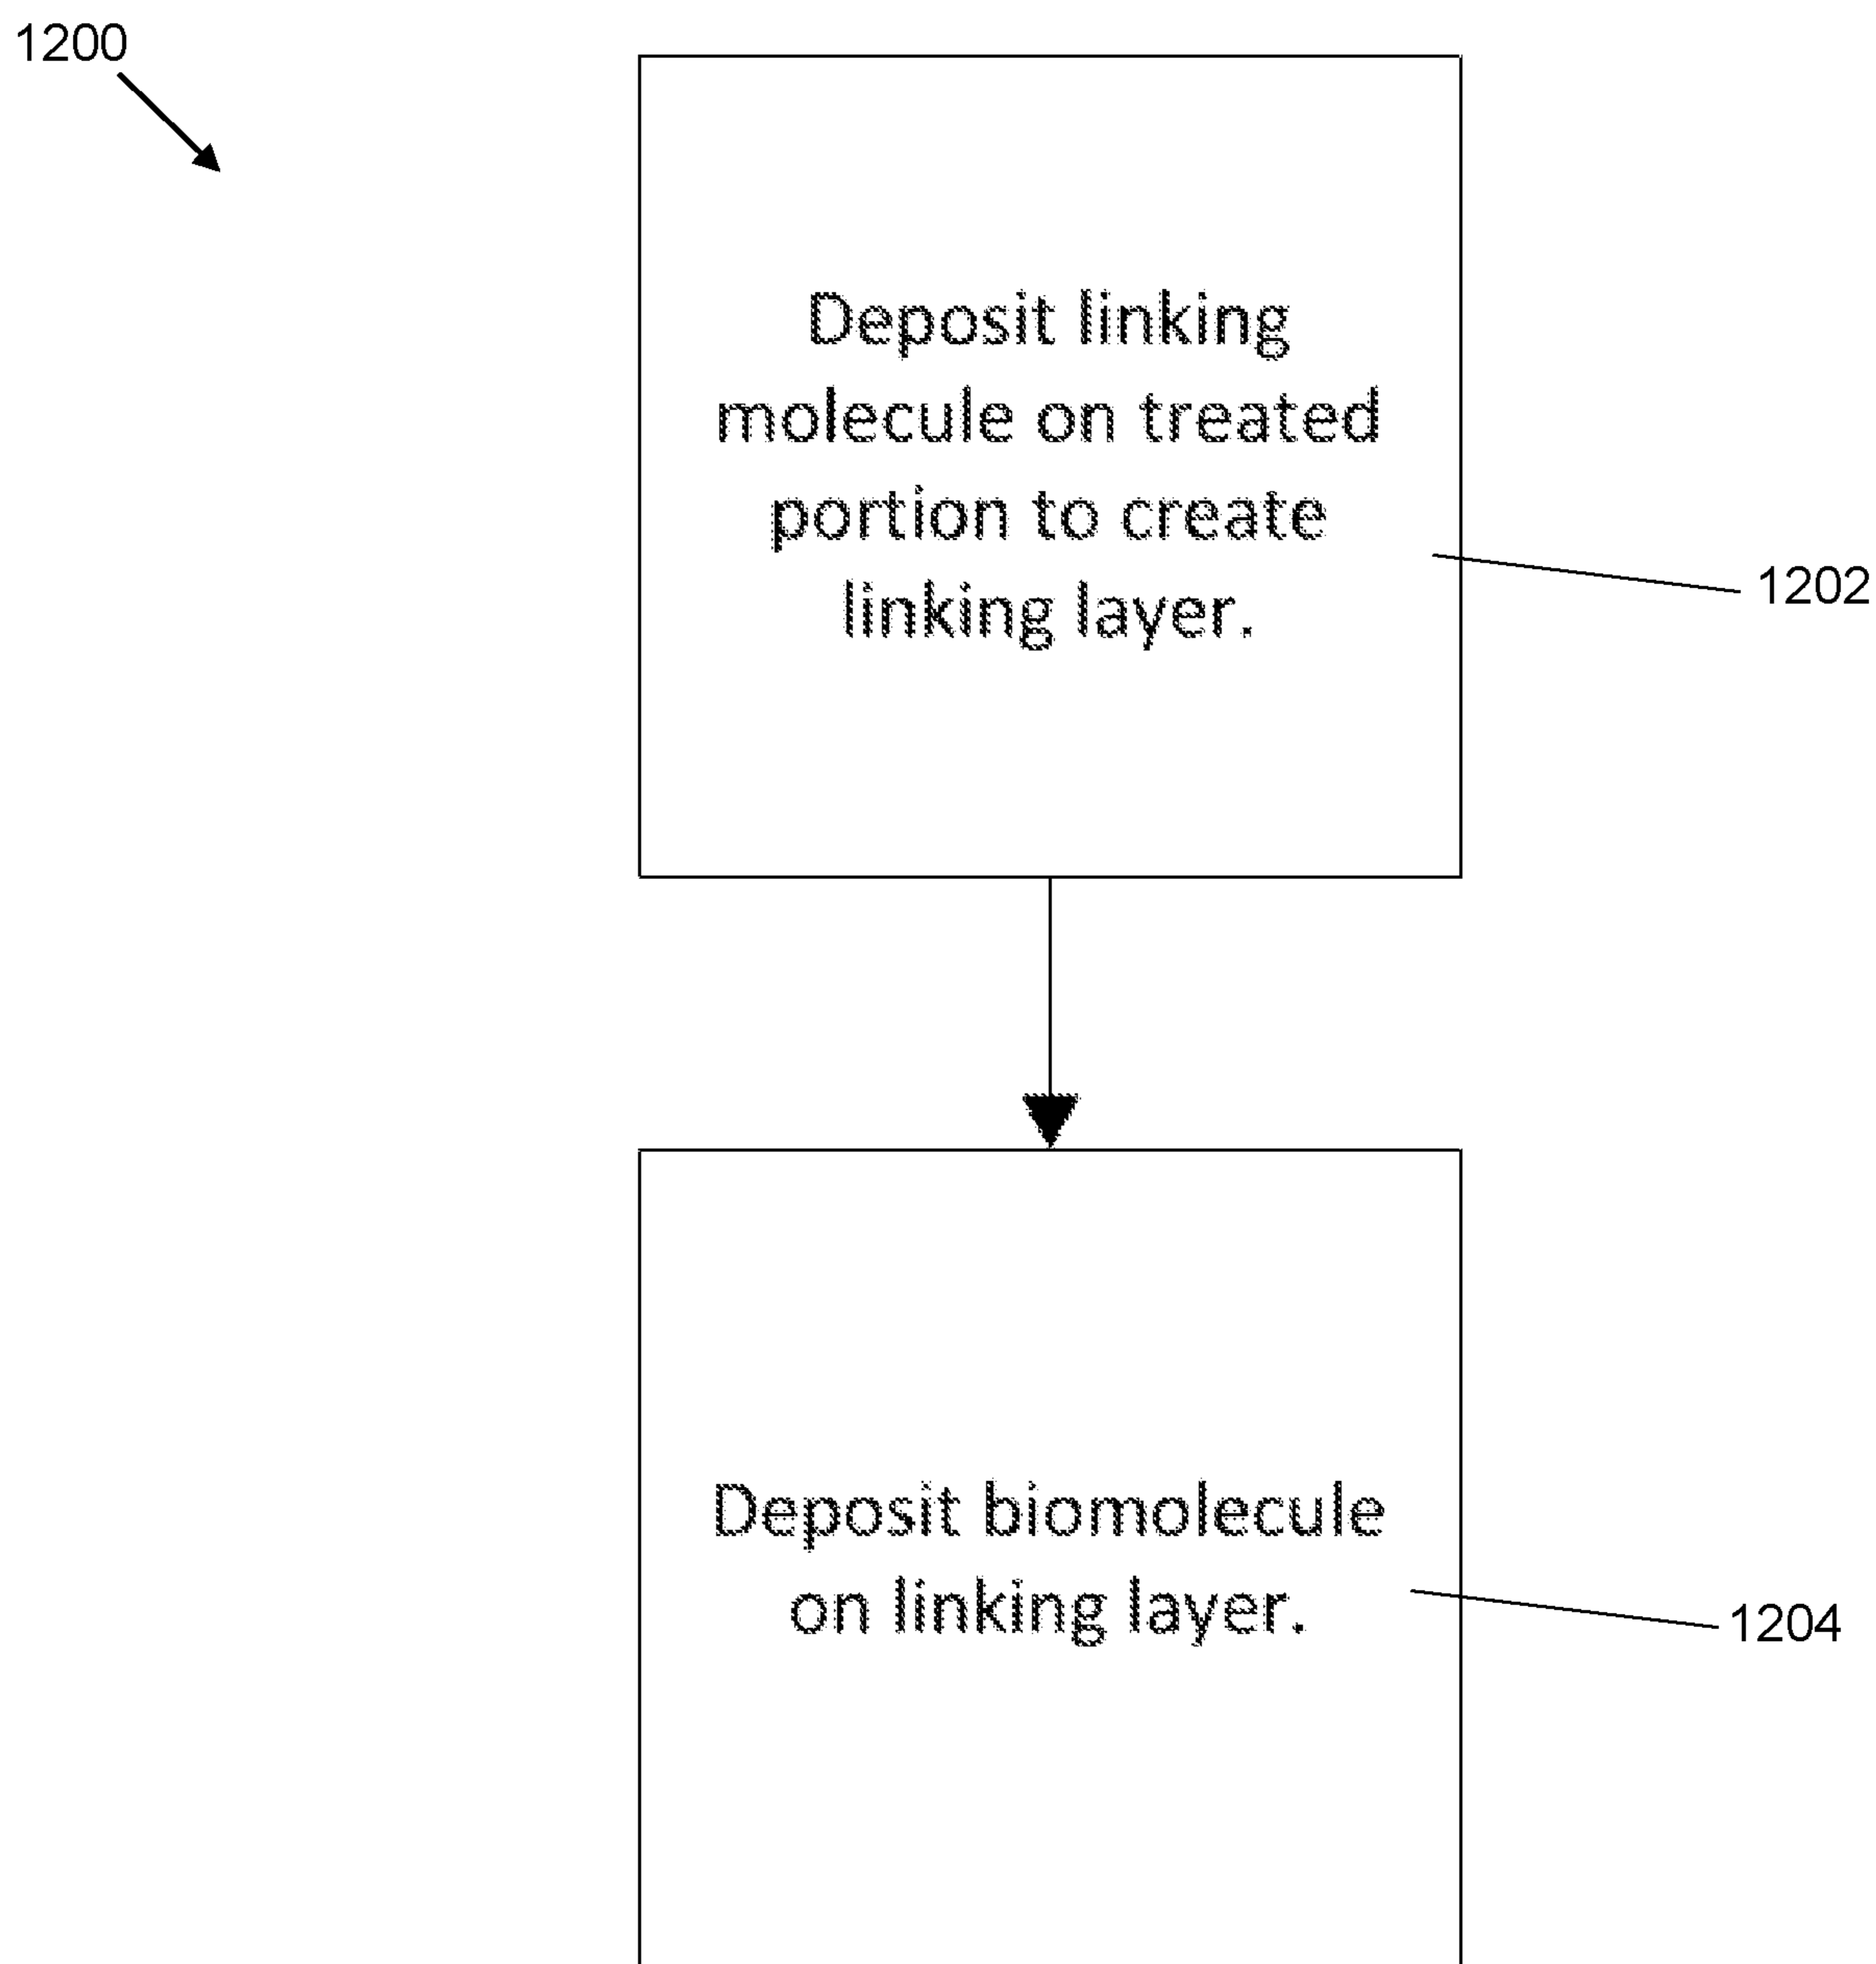 1200
Deposit linking
molecule on treated
portion to create
linking layer.
1202
Deposit biomolecule
on linking layer.
1204